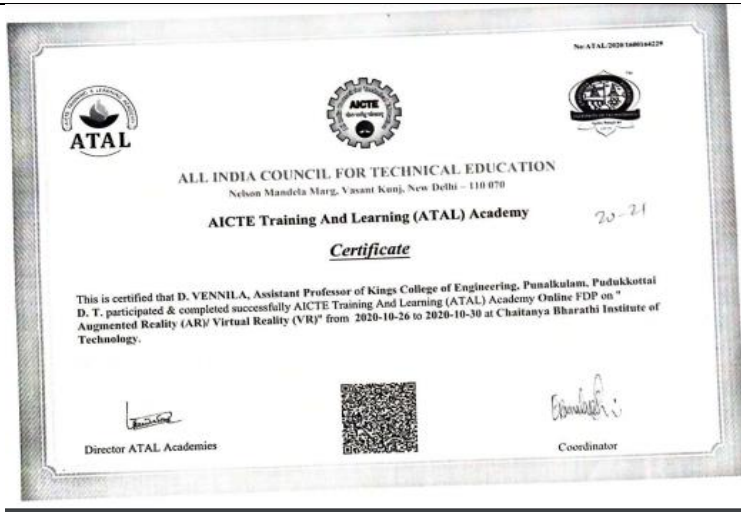 No:ATAL/2020/1600164229
ATAL
AICTE
ALL INDIA COUNCIL FOR TECHNICAL EDUCATION
Nelson Mandela Marg, Vasant Kunj, New Delhi – 110 070
AICTE Training And Learning (ATAL) Academy
20-21
Certificate
This is certified that D. VENNILA, Assistant Professor of Kings College of Engineering, Punalkulam, Pudukkottai
D. T. participated & completed successfully AICTE Training And Learning (ATAL) Academy Online FDP on "
Augmented Reality (AR)/ Virtual Reality (VR)" from 2020-10-26 to 2020-10-30 at Chaitanya Bharathi Institute of
Technology.
Director ATAL Academies
Coordinator